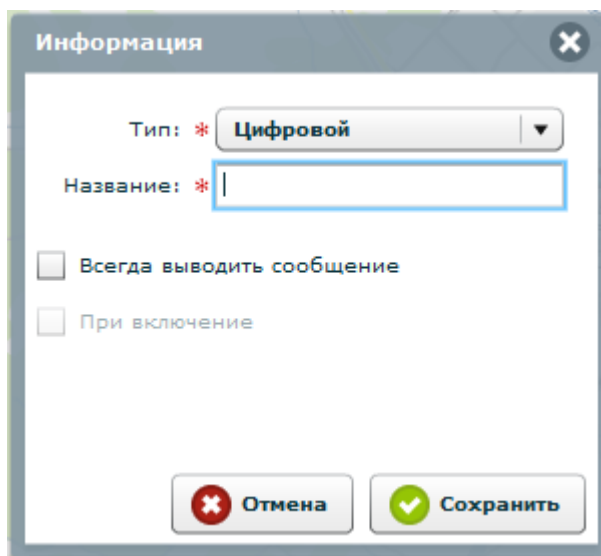 Информация
Тип: * Цифровой
Название: *
Всегда выводить сообщение
При включение
Отмена Сохранить